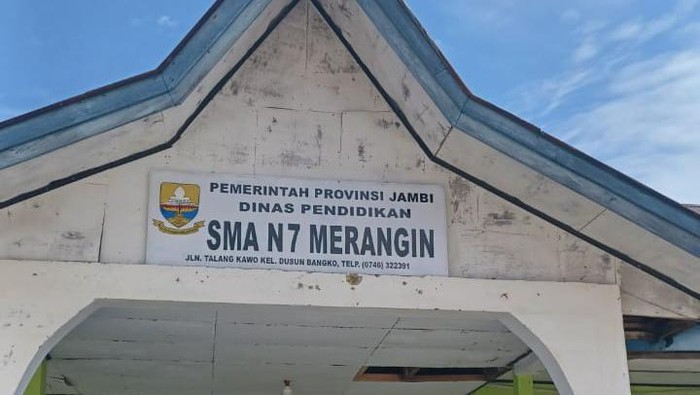 PEMERINTAH PROVINSI JAMBI
DINAS PENDIDIKAN
SMA N7 MERANGIN
JLN. TALANG KAWO KEL. DUSUN BANGKO, TELP. (0746) 322391